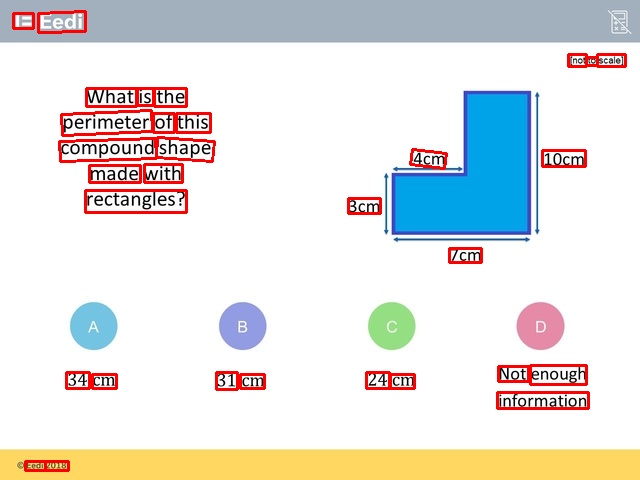 Eedi
[not to scale]
What is the
perimeter of this
compound shape
made with
rectangles?
4cm
10cm
3cm
7cm
A
B
C
D
34 cm
31 cm
24 cm
Not enough
information
© Eedi 2018